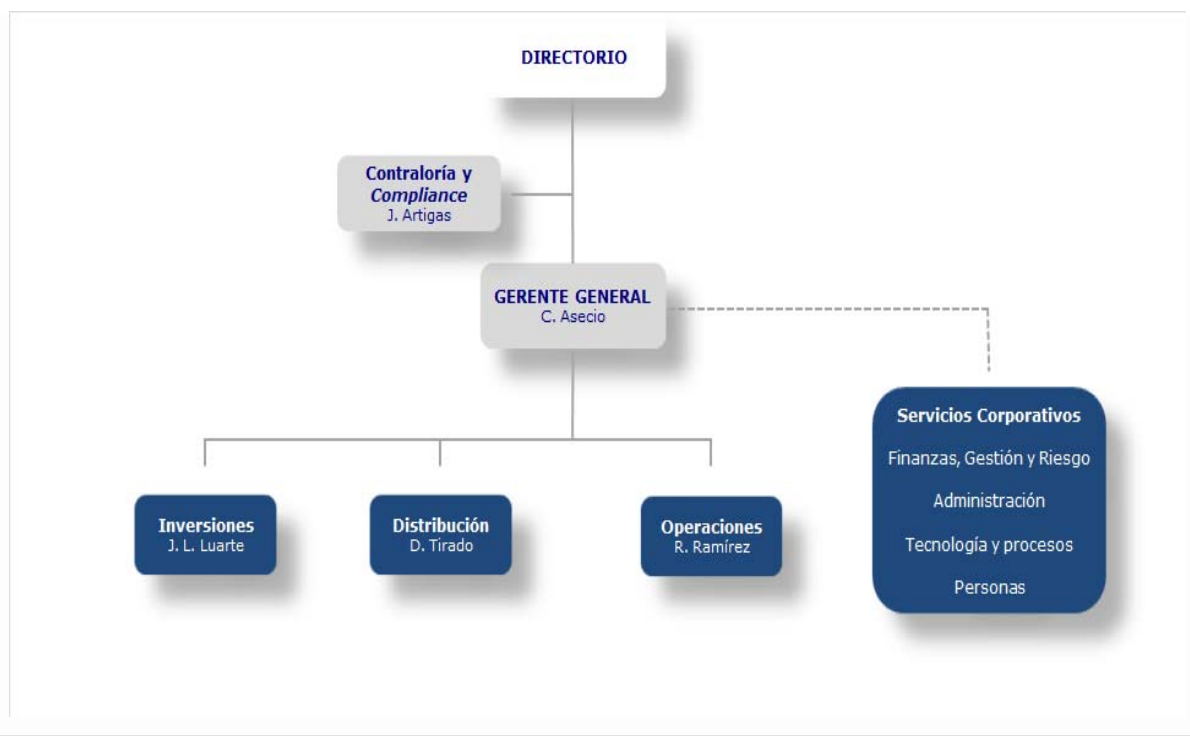 DIRECTORIO
Contraloría y
Compliance
J. Artigas
GERENTE GENERAL
C. Asecio
Servicios Corporativos
Finanzas, Gestión y Riesgo
Administración
Tecnología y procesos
Personas
Inversiones
J. L. Luarte
Distribución
D. Tirado
Operaciones
R. Ramírez